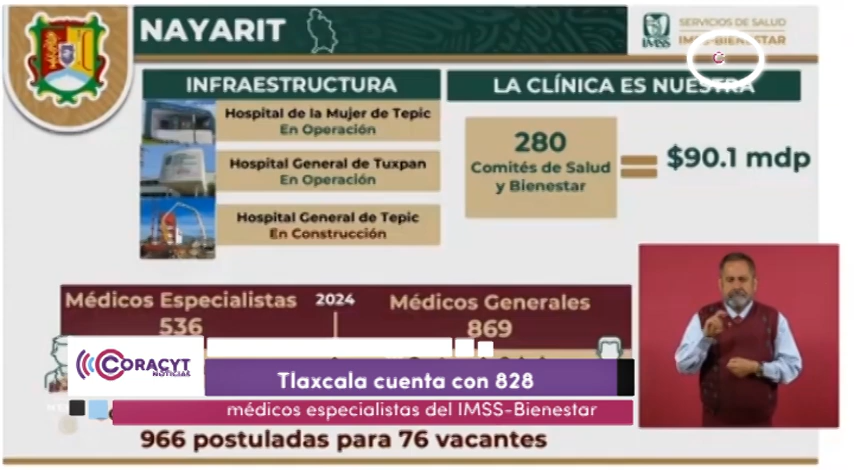 NAYARIT
IMSS
SERVICIOS DE SALUD
IMSS-BIENESTAR
INFRAESTRUCTURA
LA CLÍNICA ES NUESTRA
Hospital de la Mujer de Tepic
En Operación
Hospital General de Tuxpan
En Operación
Hospital General de Tepic
En Construcción
280
Comités de Salud
y Bienestar
= $90.1 mdp
Médicos Especialistas 2024 Médicos Generales
536 869
CORACYT
NOTICIAS
Tlaxcala cuenta con 828
médicos especialistas del IMSS-Bienestar
966 postuladas para 76 vacantes